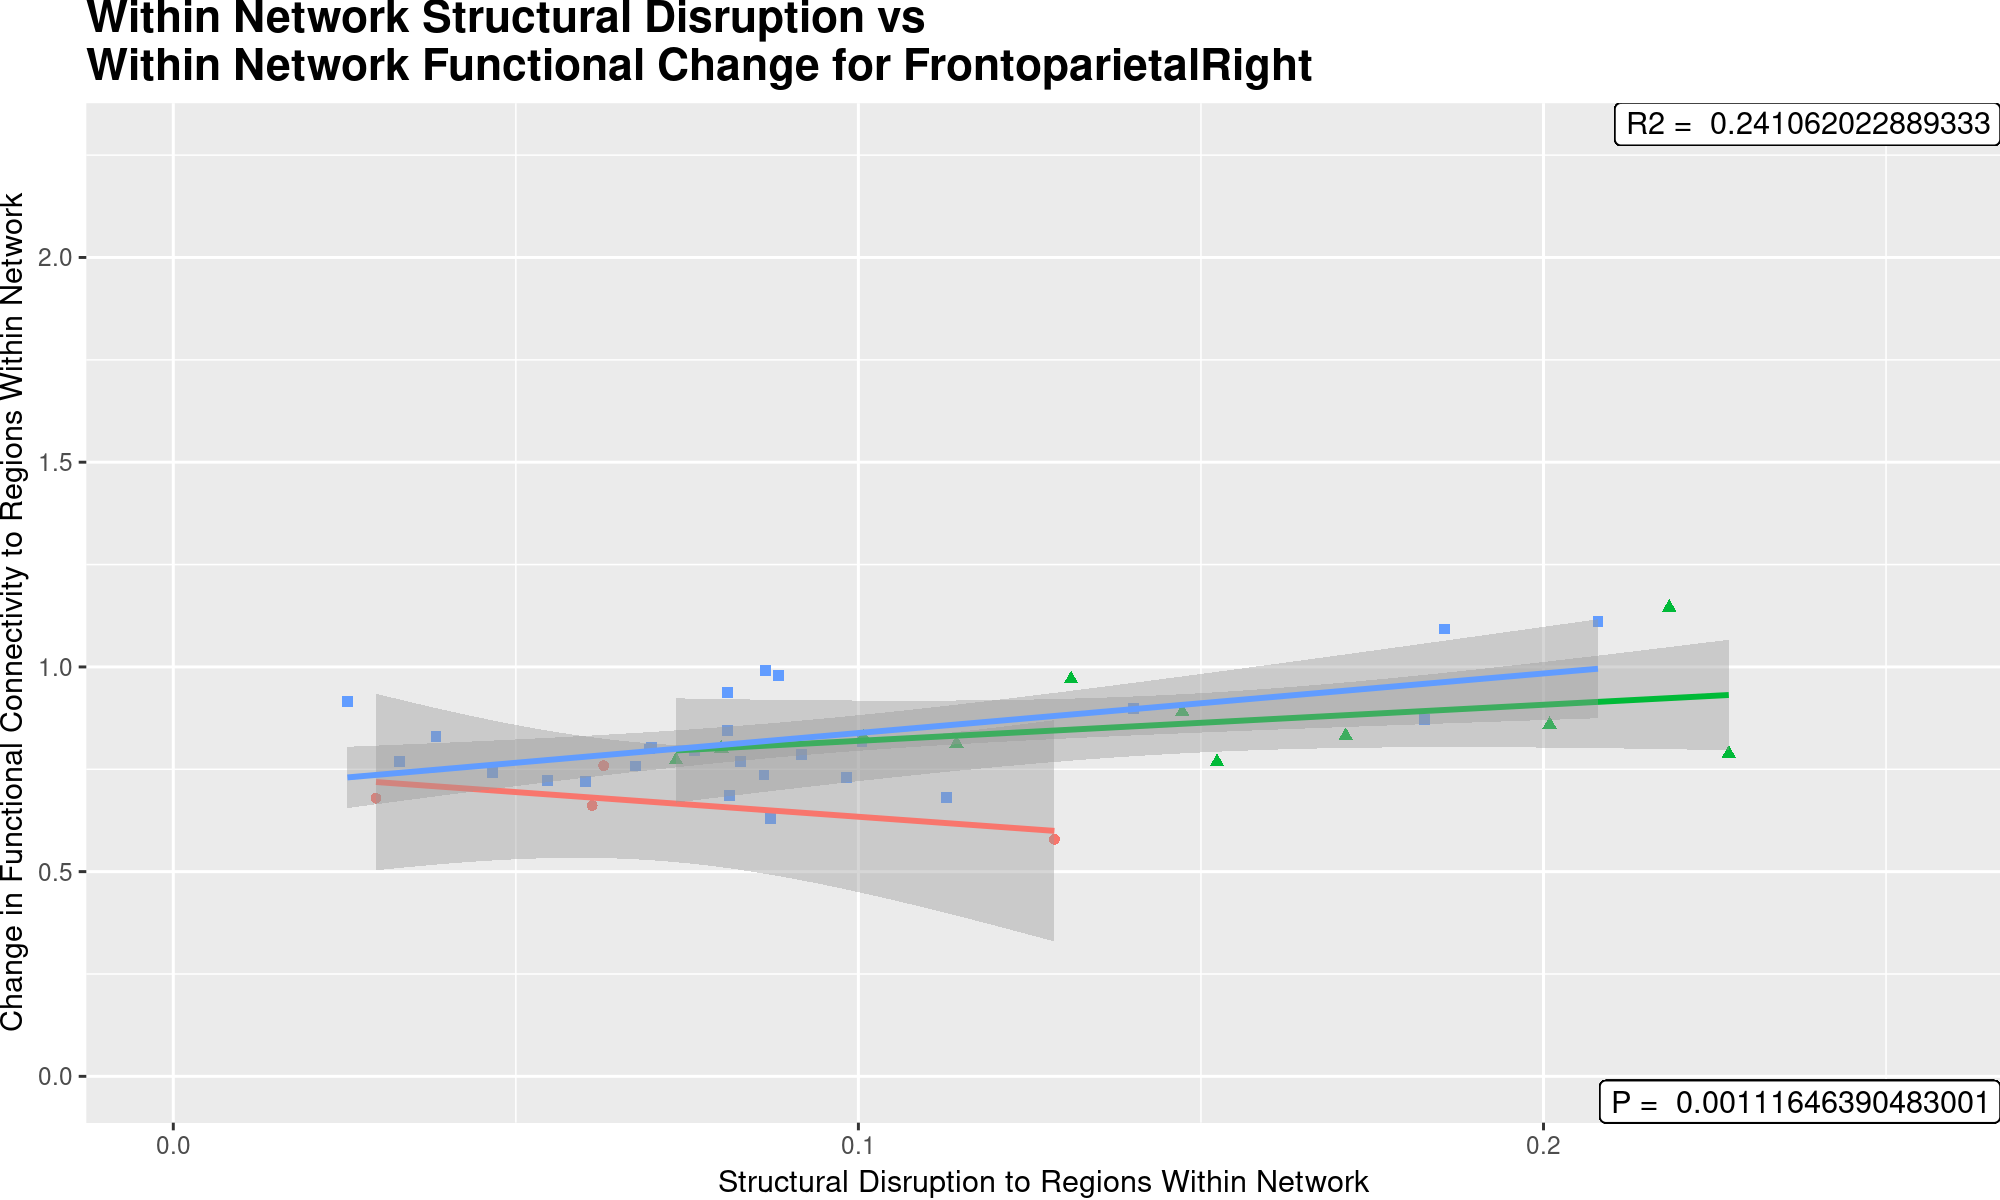 Within Network Structural Disruption vs
Within Network Functional Change for FrontoparietalRight
R2 =  0.241062022889333
Change in Functional Connectivity to Regions Within Network
2.0
1.5
1.0
0.5
0.0
P =  0.00111646390483001
0.0
0.1
0.2
Structural Disruption to Regions Within Network